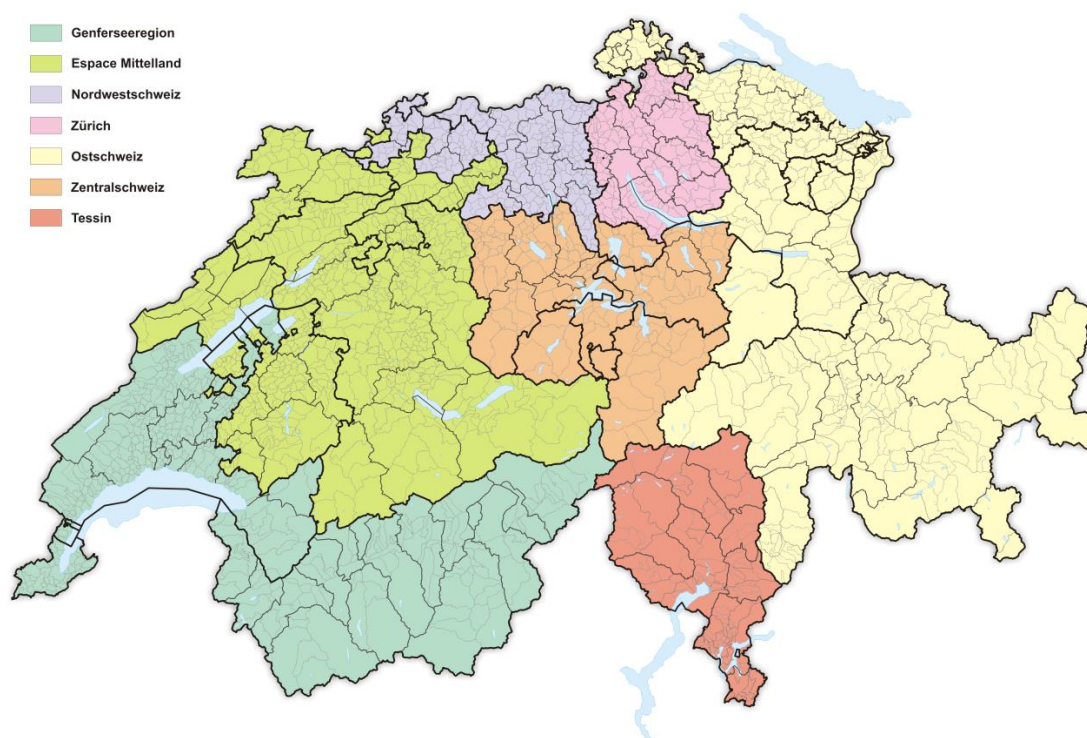 Genferseeregion
Espace Mittelland
Nordwestschweiz
Zürich
Ostschweiz
Zentralschweiz
Tessin